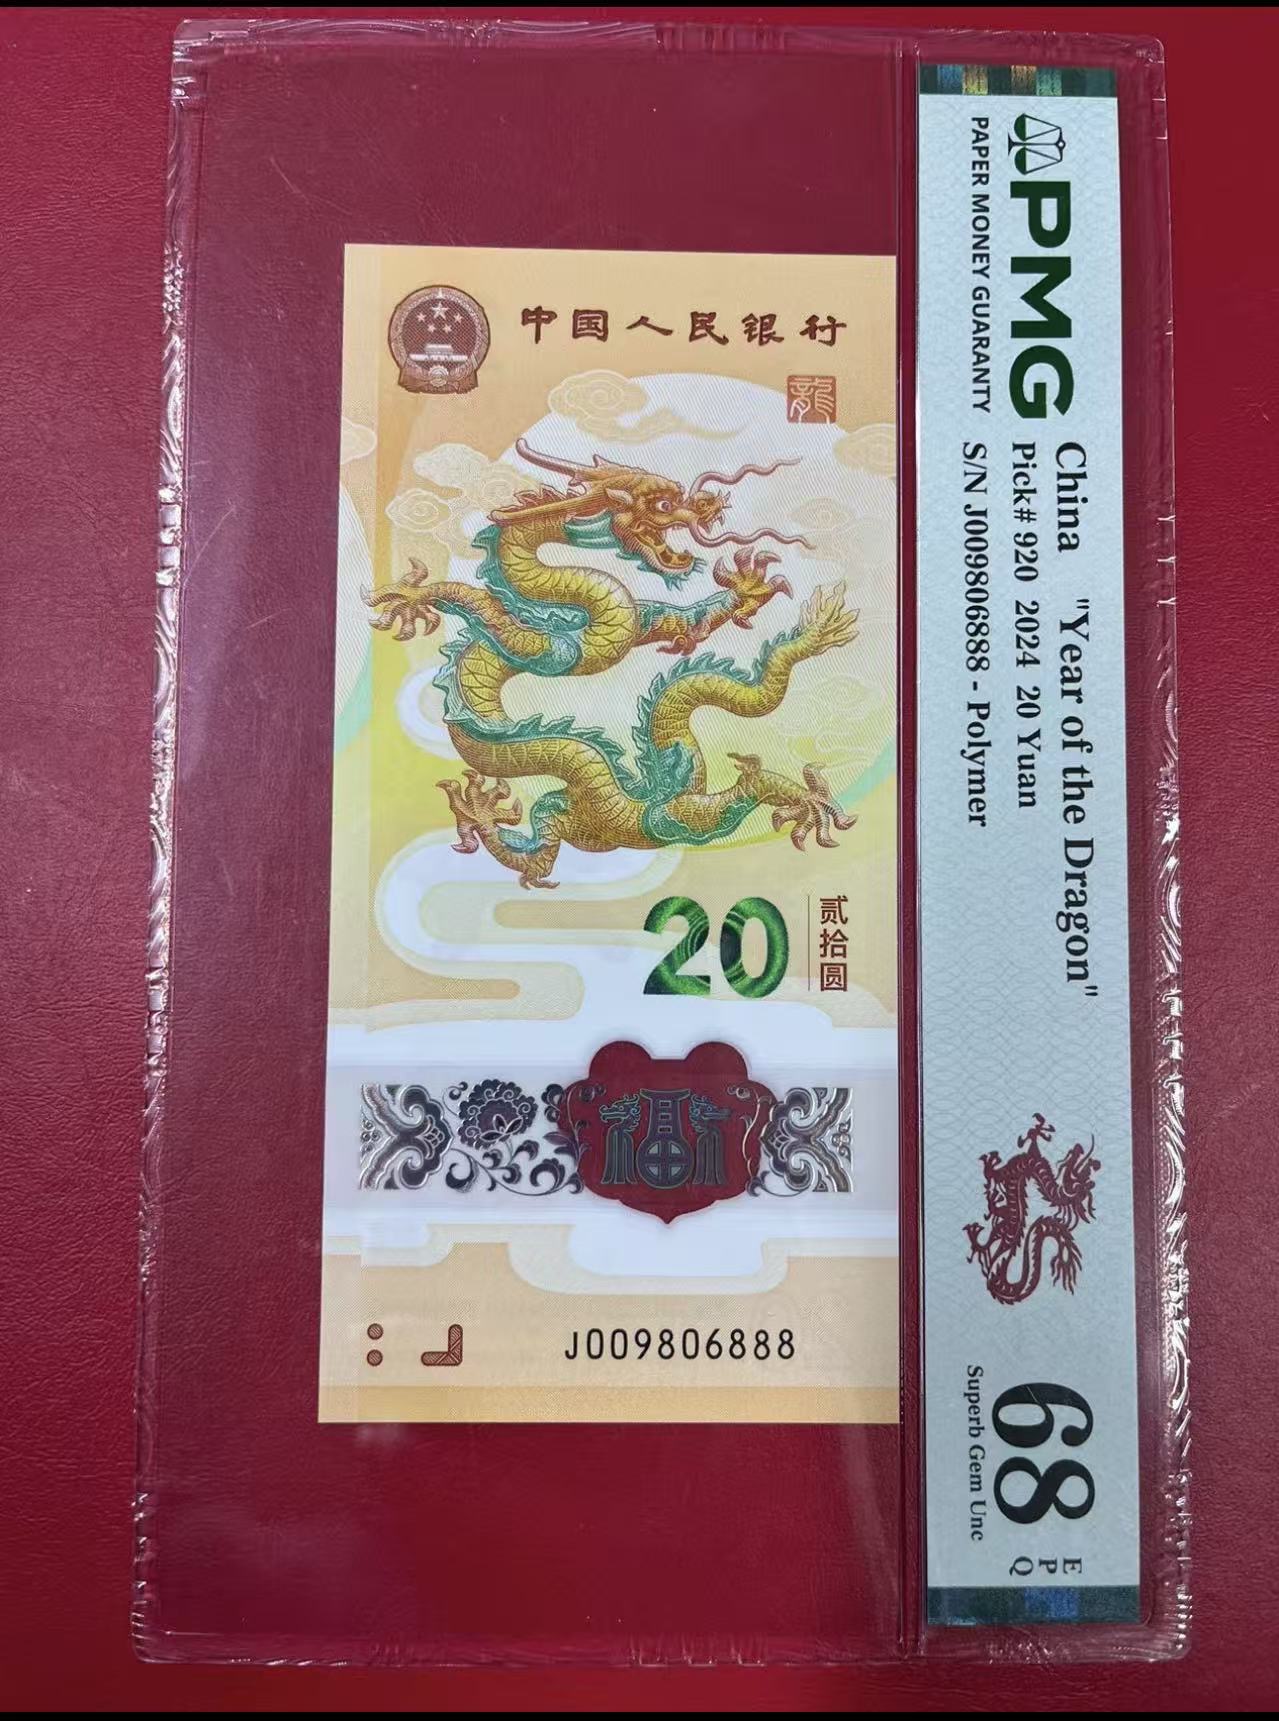 中国人民银行
龍
20
贰拾圆
福
J009806888
PMG
PAPER MONEY GUARANTY
China "Year of the Dragon"
Pick# 920 2024 20 Yuan
S/N J009806888 - Polymer
68
EPQ
Superb Gem Unc